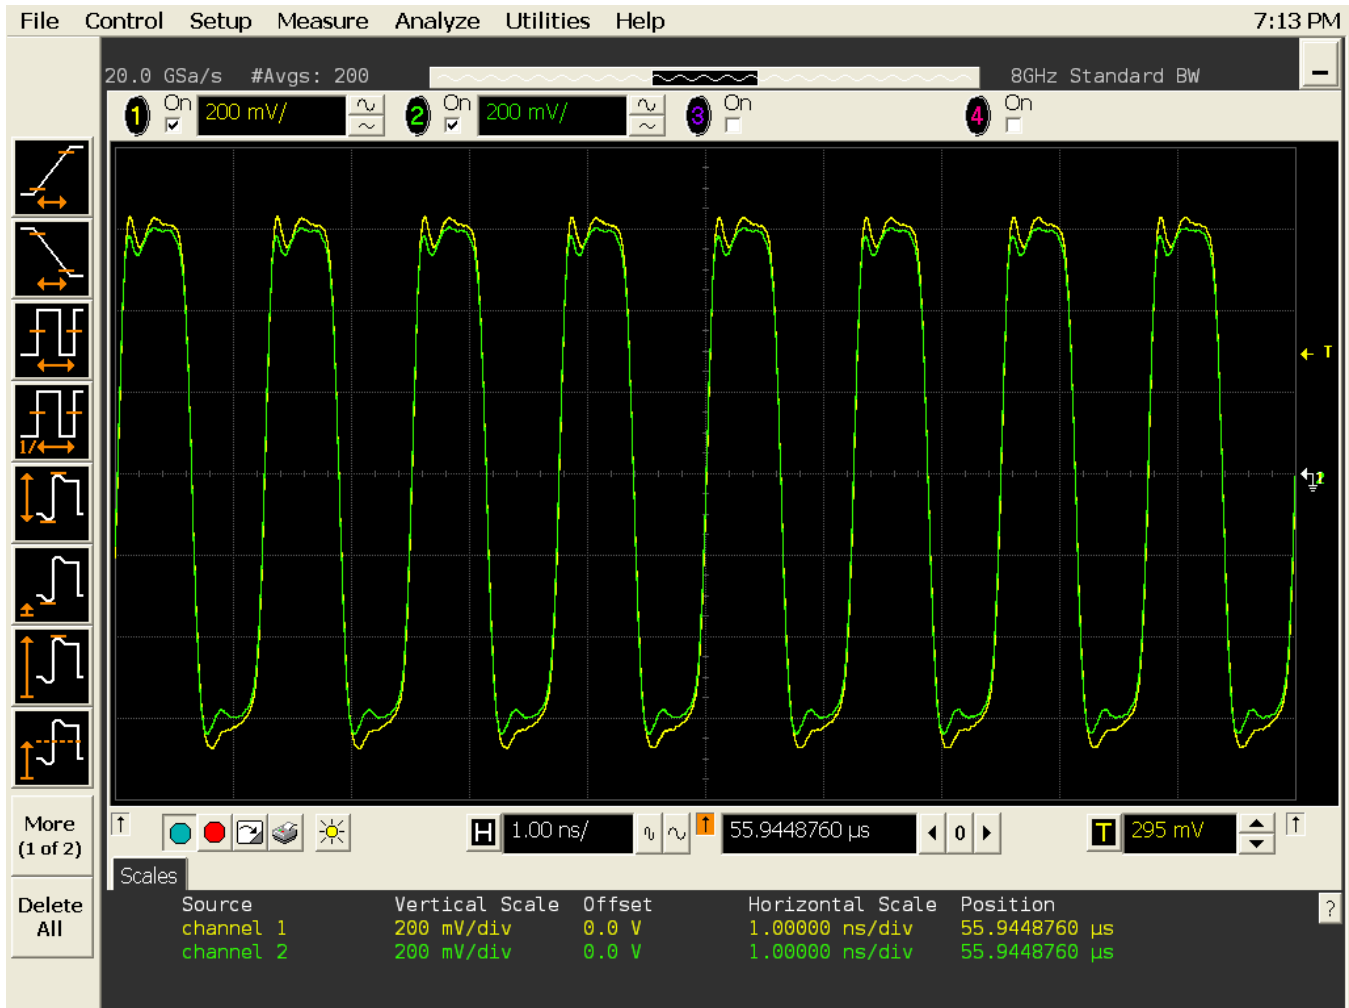 File Control Setup Measure Analyze Utilities Help 7:13 PM
20.0 GSa/s #Avgs: 200 8GHz Standard BW
1 On 200 mV/ 2 On 200 mV/ 3 On 4 On
T
2
1/
More
(1 of 2)
Delete
All
H 1.00 ns/ 55.9448760 µs 0 T 295 mV
Scales
?
Source Vertical Scale Offset Horizontal Scale Position
channel 1 200 mV/div 0.0 V 1.00000 ns/div 55.9448760 µs
channel 2 200 mV/div 0.0 V 1.00000 ns/div 55.9448760 µs